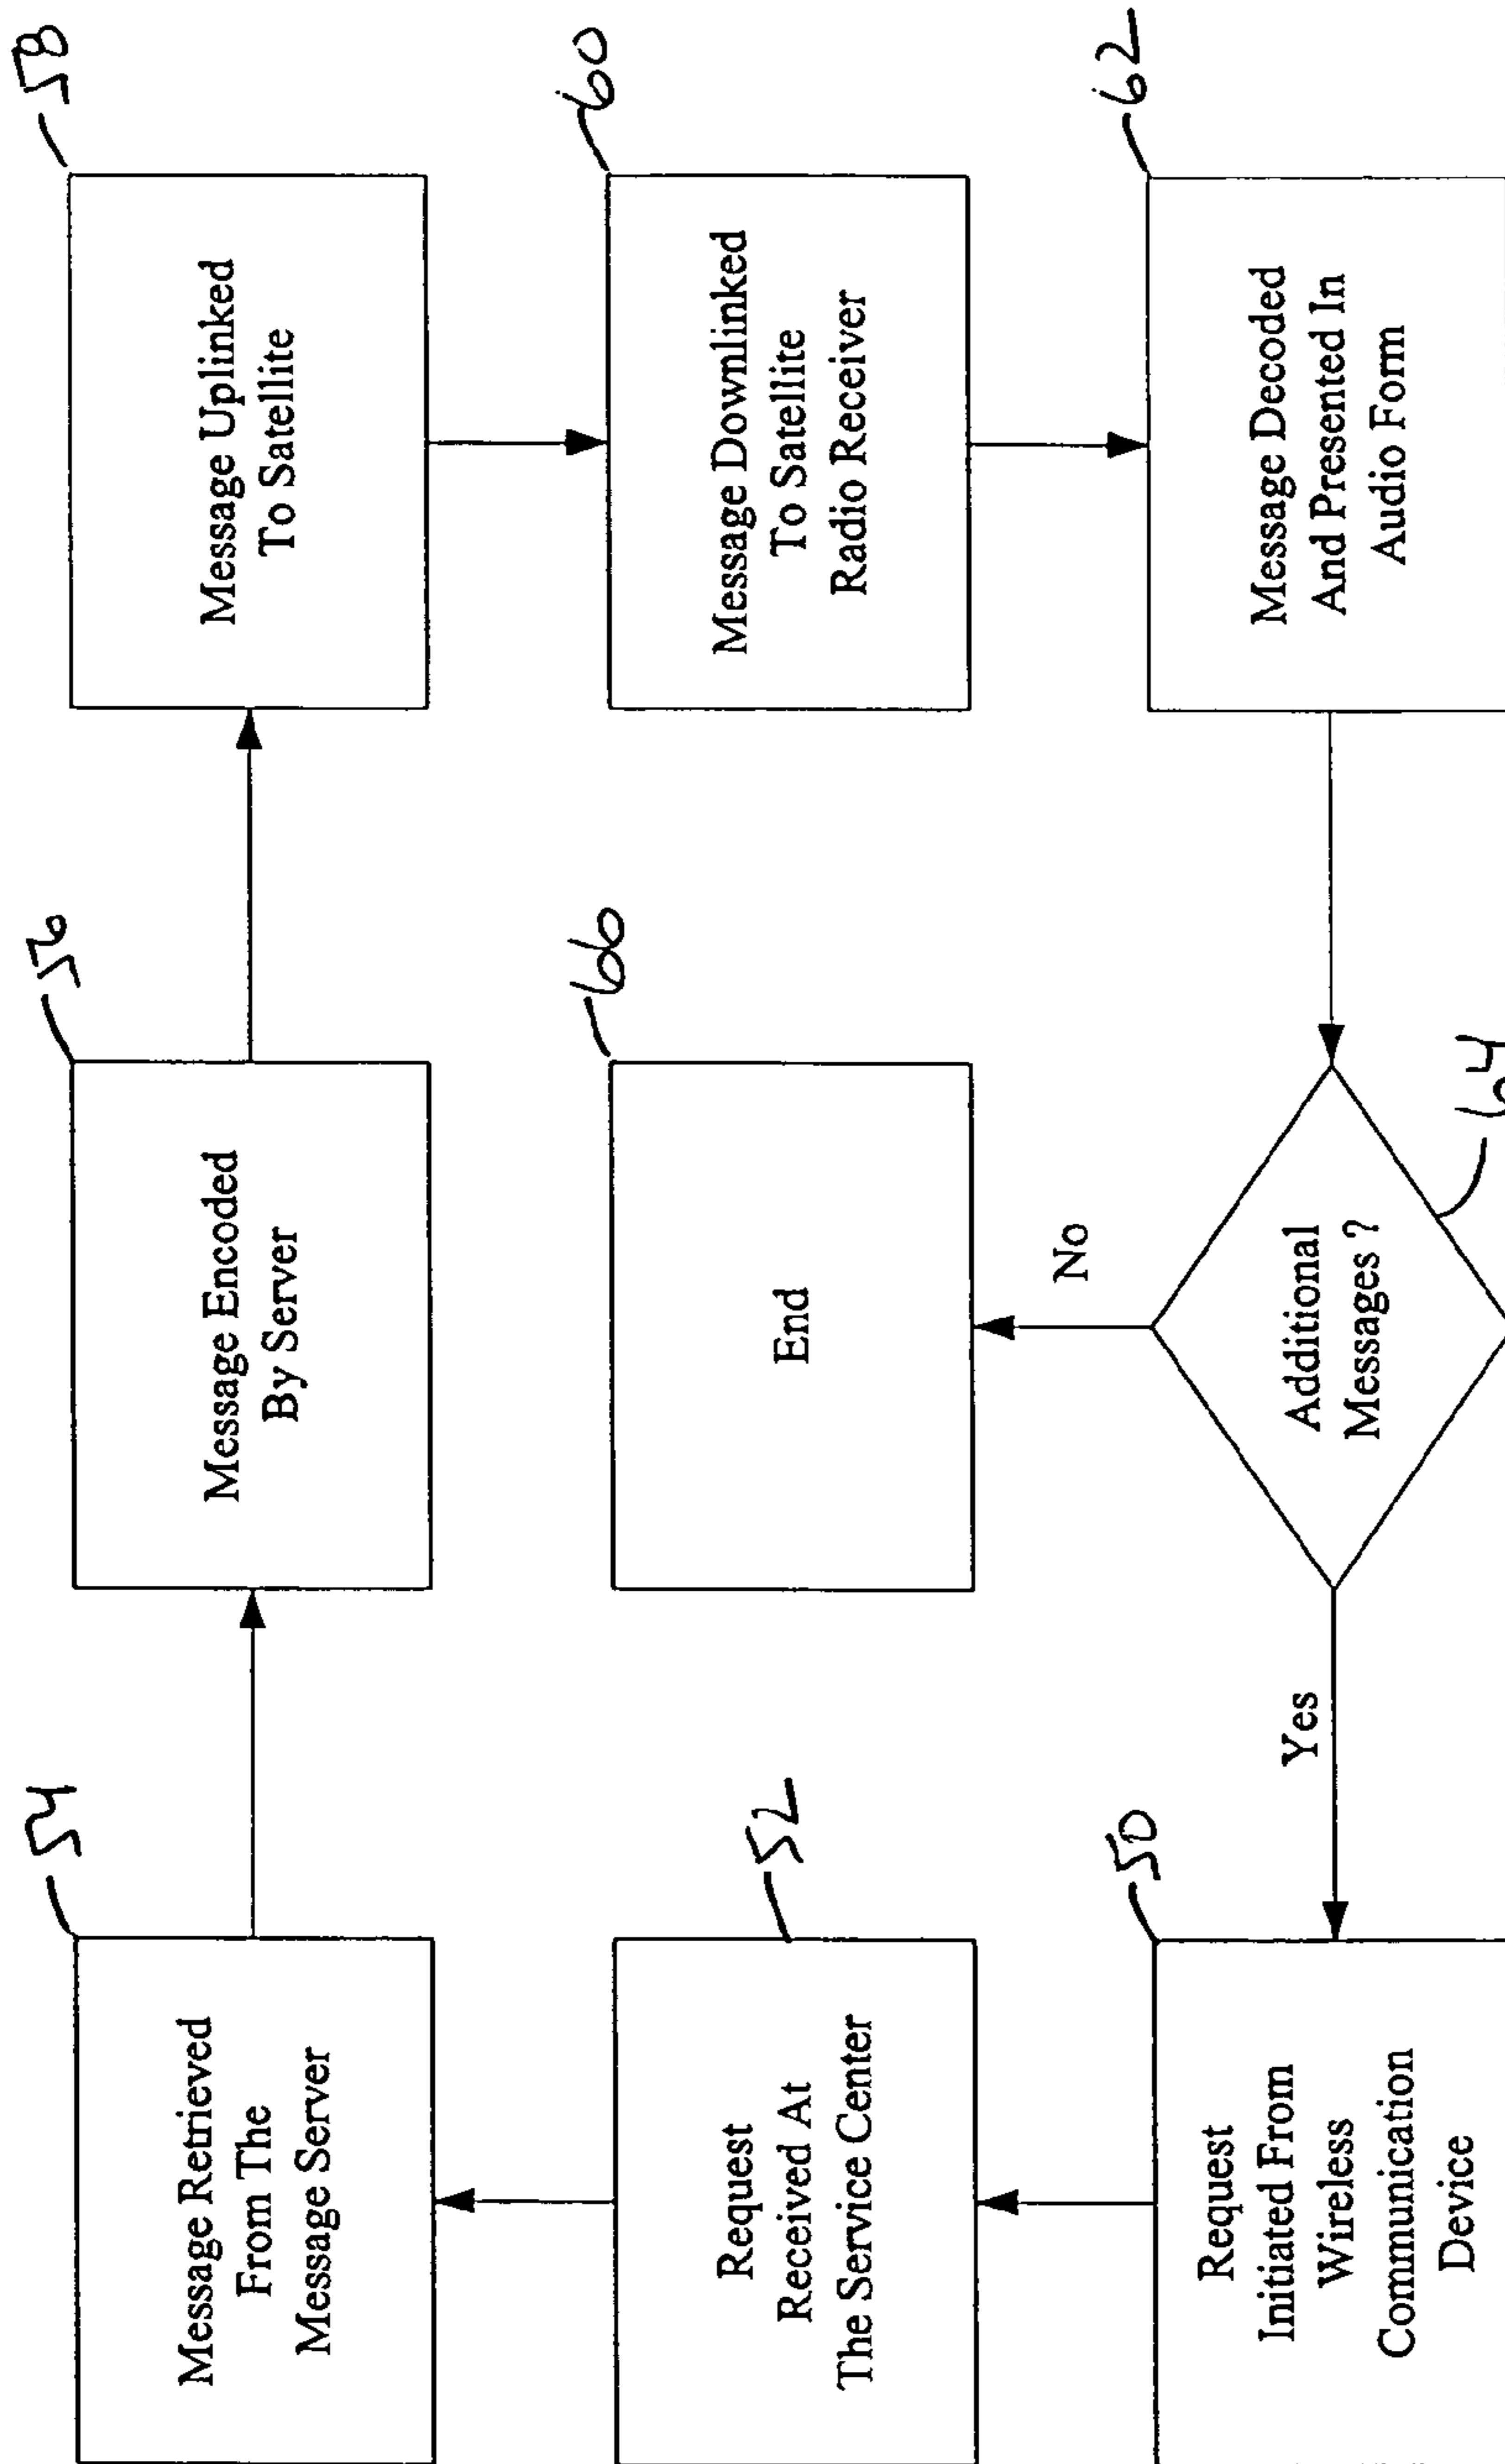 54
Message Retrieved
From The
Message Server
56
Message Encoded
By Server
58
Message Uplinked
To Satellite
52
Request
Received At
The Service Center
66
End
60
Message Downlinked
To Satellite
Radio Receiver
50
Request
Initiated From
Wireless
Communication
Device
Yes
Additional
Messages ?
No
64
62
Message Decoded
And Presented In
Audio Form